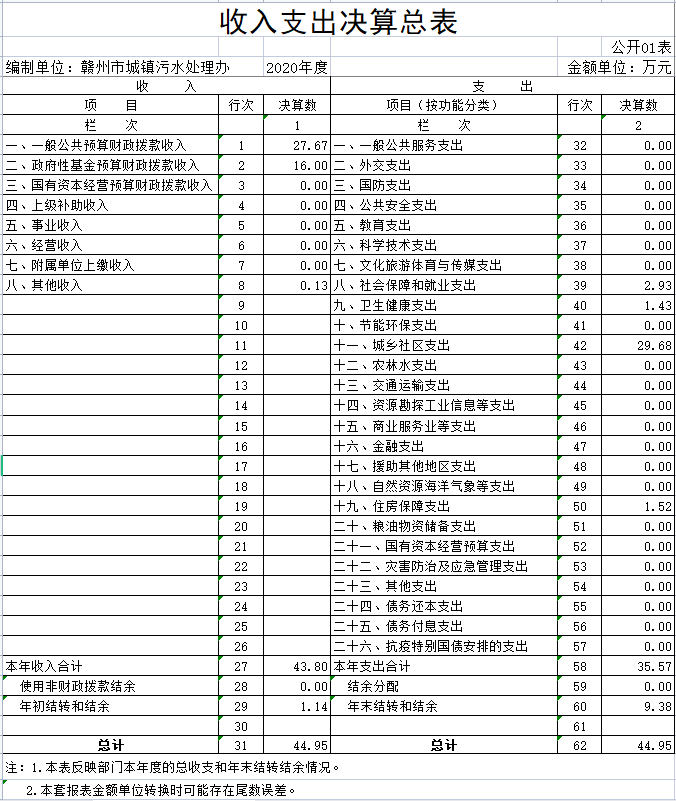 收入支出决算总表
公开01表
编制单位：赣州市城镇污水处理办 2020年度 金额单位：万元
收 入 支 出
项 目 行次 决算数 项目（按功能分类） 行次 决算数
栏 次 1 栏 次 2
一、一般公共预算财政拨款收入 1 27.67 一、一般公共服务支出 32 0.00
二、政府性基金预算财政拨款收入 2 16.00 二、外交支出 33 0.00
三、国有资本经营预算财政拨款收入 3 0.00 三、国防支出 34 0.00
四、上级补助收入 4 0.00 四、公共安全支出 35 0.00
五、事业收入 5 0.00 五、教育支出 36 0.00
六、经营收入 6 0.00 六、科学技术支出 37 0.00
七、附属单位上缴收入 7 0.00 七、文化旅游体育与传媒支出 38 0.00
八、其他收入 8 0.13 八、社会保障和就业支出 39 2.93
9 九、卫生健康支出 40 1.43
10 十、节能环保支出 41 0.00
11 十一、城乡社区支出 42 29.68
12 十二、农林水支出 43 0.00
13 十三、交通运输支出 44 0.00
14 十四、资源勘探工业信息等支出 45 0.00
15 十五、商业服务业等支出 46 0.00
16 十六、金融支出 47 0.00
17 十七、援助其他地区支出 48 0.00
18 十八、自然资源海洋气象等支出 49 0.00
19 十九、住房保障支出 50 1.52
20 二十、粮油物资储备支出 51 0.00
21 二十一、国有资本经营预算支出 52 0.00
22 二十二、灾害防治及应急管理支出 53 0.00
23 二十三、其他支出 54 0.00
24 二十四、债务还本支出 55 0.00
25 二十五、债务付息支出 56 0.00
26 二十六、抗疫特别国债安排的支出 57 0.00
本年收入合计 27 43.80 本年支出合计 58 35.57
使用非财政拨款结余 28 0.00 结余分配 59 0.00
年初结转和结余 29 1.14 年末结转和结余 60 9.38
30 61
总计 31 44.95 总计 62 44.95
注：1.本表反映部门本年度的总收支和年末结转结余情况。
2.本套报表金额单位转换时可能存在尾数误差。